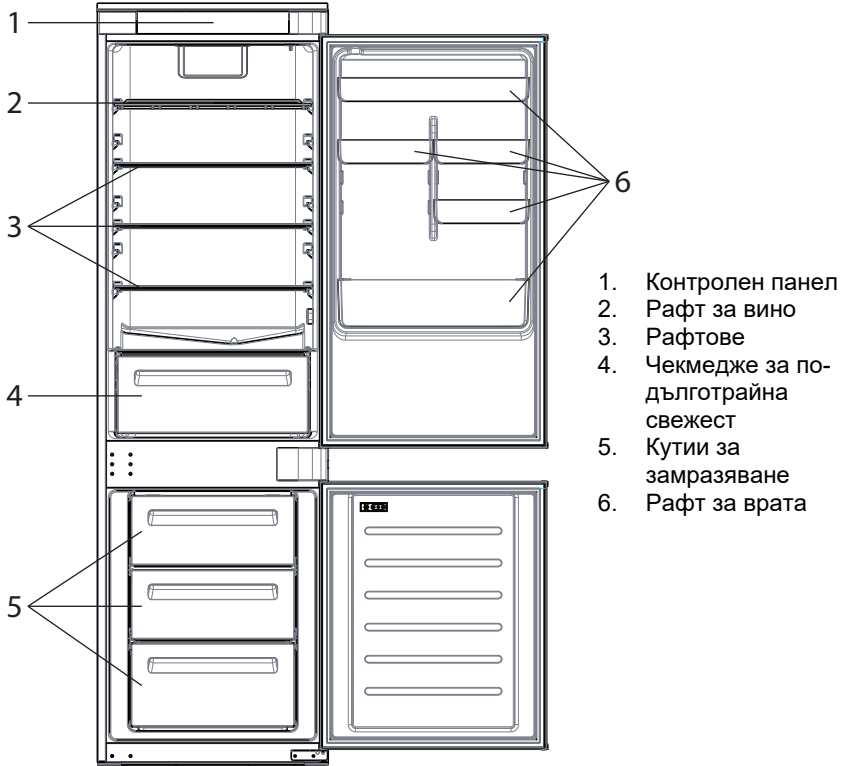 1
2
3
4
5
6
1. Контролен панел
2. Рафт за вино
3. Рафтове
4. Чекмедже за по-
дълготрайна
свежест
5. Кутии за
замразяване
6. Рафт за врата